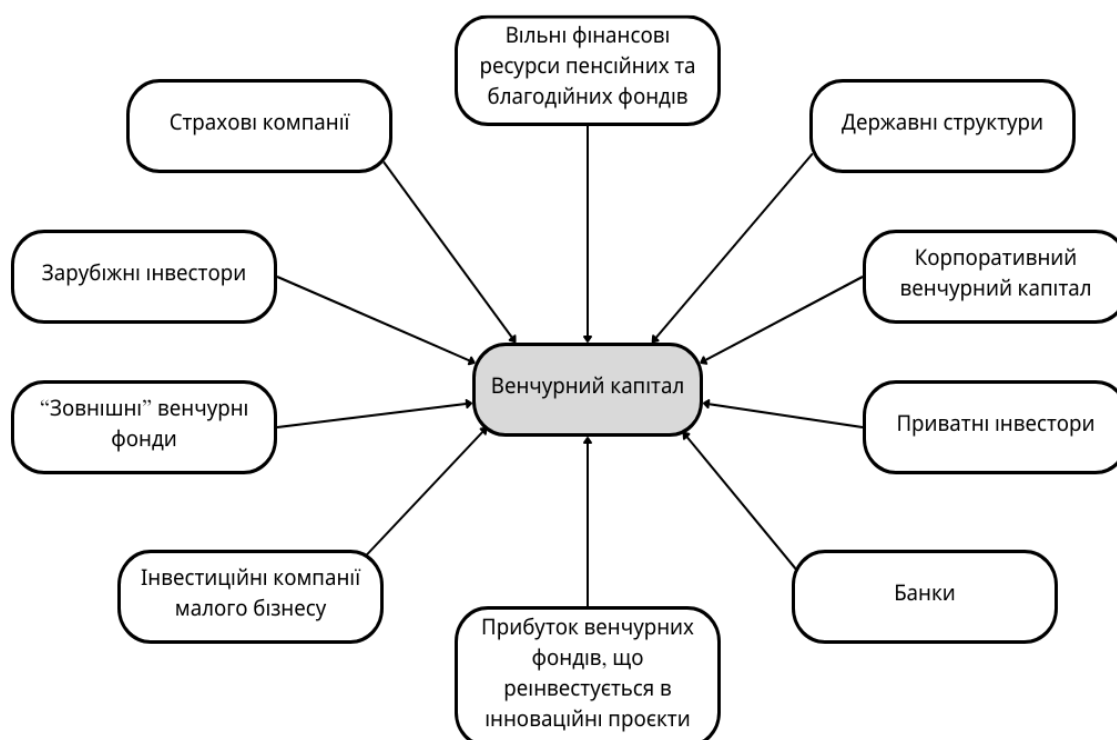 Вільні фінансові
ресурси пенсійних та
благодійних фондів
Страхові компанії
Державні структури
Зарубіжні інвестори
Корпоративний
венчурний капітал
Венчурний капітал
“Зовнішні” венчурні
фонди
Приватні інвестори
Інвестиційні компанії
малого бізнесу
Банки
Прибуток венчурних
фондів, що
реінвестується в
інноваційні проєкти